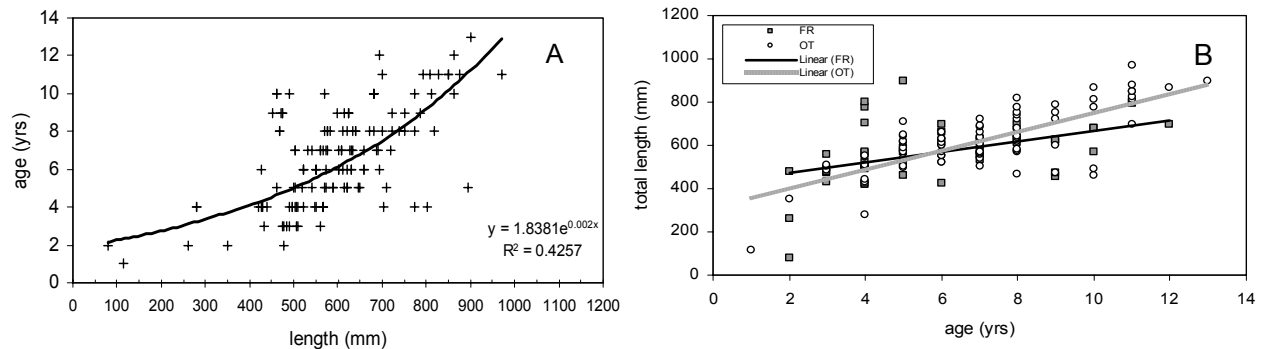 A
age (yrs)
14
12
10
8
6
4
2
0
y = 1.8381e^0.002x
R² = 0.4257
0 100 200 300 400 500 600 700 800 900 1000 1100 1200
length (mm)
B
total length (mm)
1200
1000
800
600
400
200
0
FR
OT
Linear (FR)
Linear (OT)
0 2 4 6 8 10 12 14
age (yrs)